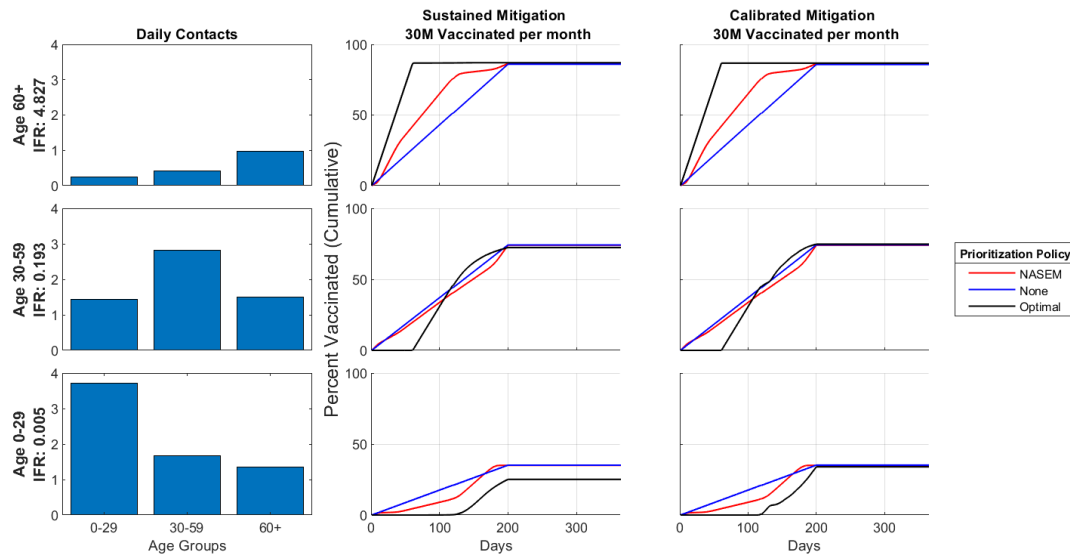 Daily Contacts
Sustained Mitigation
30M Vaccinated per month
Calibrated Mitigation
30M Vaccinated per month
Age 60+
IFR: 4.827
4
3
2
1
0
100
50
0
100
50
0
Age 30-59
IFR: 0.193
4
3
2
1
0
100
50
0
100
50
0
Age 0-29
IFR: 0.005
4
3
2
1
0
100
50
0
100
50
0
Percent Vaccinated (Cumulative)
Prioritization Policy
NASEM
None
Optimal
0-29
30-59
60+
Age Groups
0
200
300
Days
0
200
300
Days